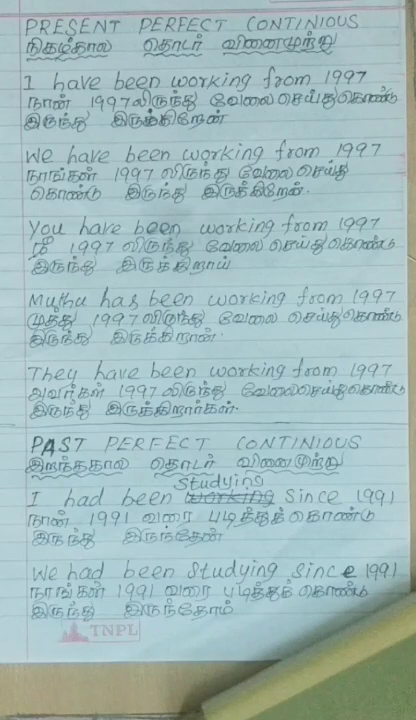 PRESENT PERFECT CONTINIOUS
நிகழ்கால தொடர் வினைமுற்று
I have been working from 1997
நான் 1997லிருந்து வேலை செய்துகொண்டு
இருந்து இருக்கிறேன்
We have been working from 1997
நாங்கள் 1997 லிருந்து வேலை செய்து
கொண்டு இருந்து இருக்கிறேன்.
You have been working from 1997
நீ 1997 லிருந்து வேலை செய்துகொண்டு
இருந்து இருக்கிறாய்
Muthu has been working from 1997
முத்து 1997 லிருந்து வேலை செய்துகொண்டு
இருந்து இருக்கிறான்.
They have been working from 1997
அவர்கள் 1997 லிருந்து வேலைசெய்துகொண்டு
இருந்து இருக்கிறார்கள்.
PAST PERFECT CONTINIOUS
இறந்தகால தொடர் வினைமுற்று
Studying
I had been working Since 1991
நான் 1991 வரை படித்துக்கொண்டு
இருந்து இருந்தேன்
We had been Studying Since 1991
நாங்கள் 1991 வரை படித்துக்கொண்டு
இருந்து இருந்தோம்
TNPL